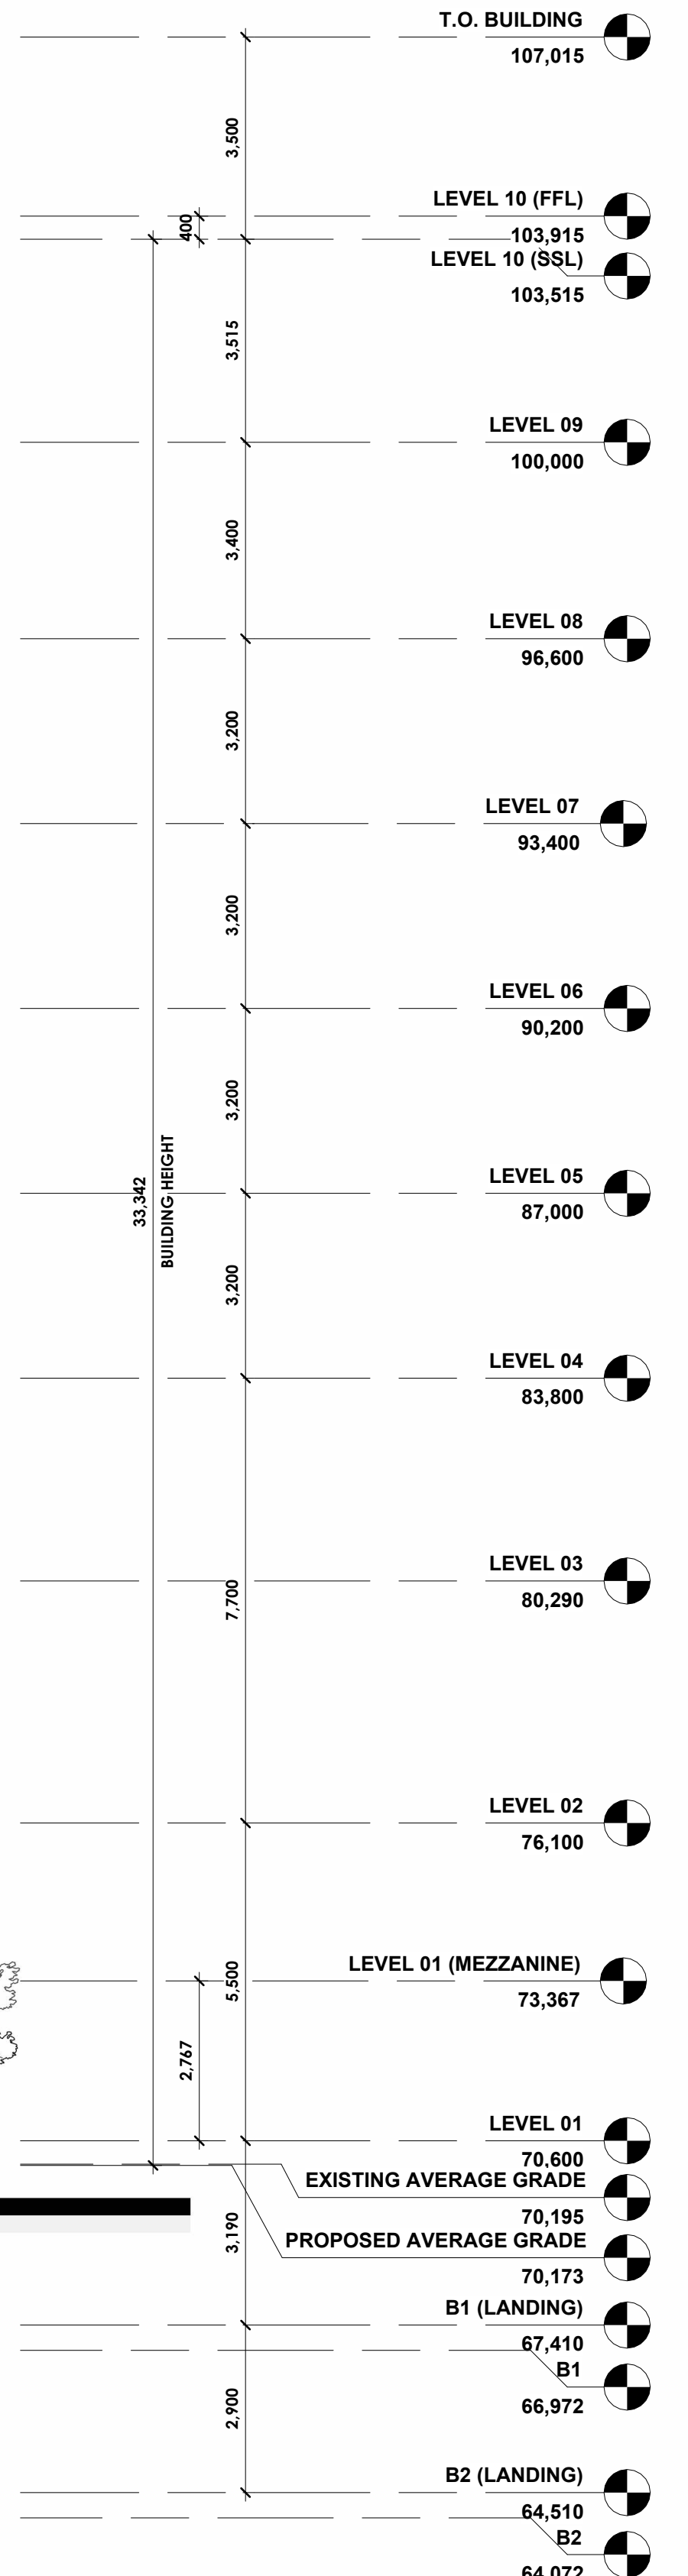 T.O. BUILDING
107,015
3,500
LEVEL 10 (FFL)
103,915
400
LEVEL 10 (SSL)
103,515
3,515
LEVEL 09
100,000
3,400
LEVEL 08
96,600
3,200
LEVEL 07
93,400
3,200
LEVEL 06
90,200
3,200
33,342
BUILDING HEIGHT
LEVEL 05
87,000
3,200
LEVEL 04
83,800
7,700
LEVEL 03
80,290
LEVEL 02
76,100
5,500
LEVEL 01 (MEZZANINE)
73,367
2,767
LEVEL 01
70,600
EXISTING AVERAGE GRADE
70,195
3,190
PROPOSED AVERAGE GRADE
70,173
B1 (LANDING)
67,410
B1
66,972
2,900
B2 (LANDING)
64,510
B2
64,072